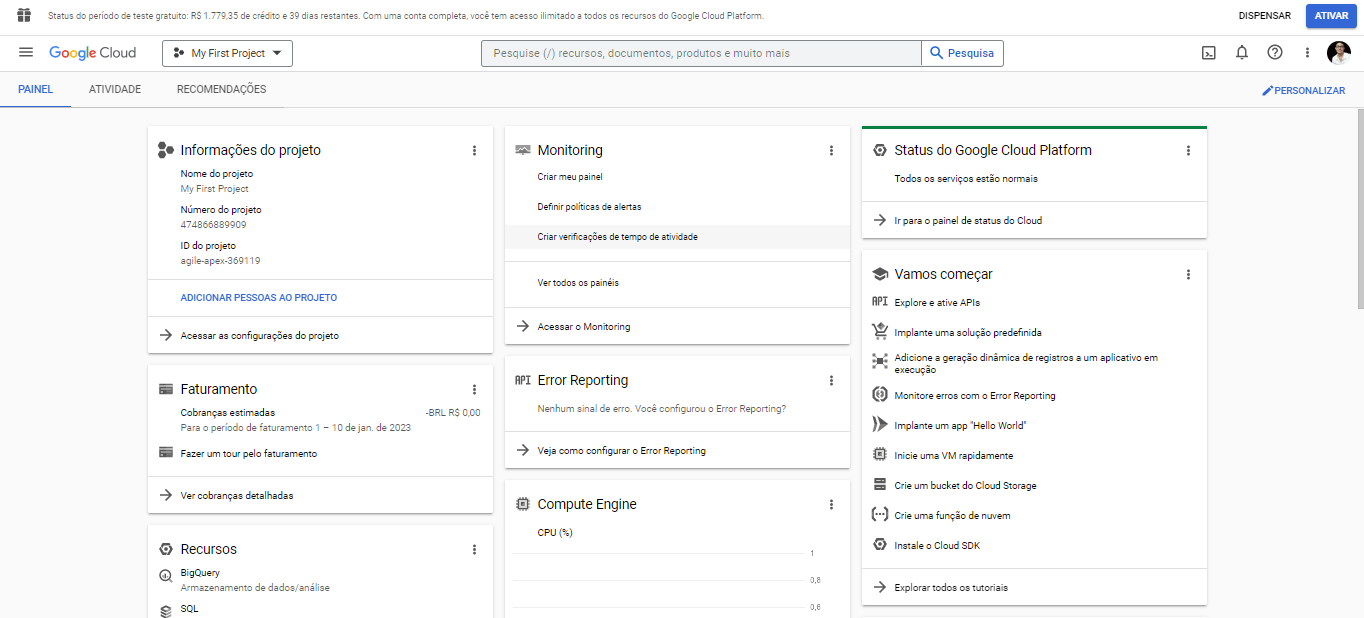 Status do período de teste gratuito: R$ 1.779,35 de crédito e 39 dias restantes. Com uma conta completa, você tem acesso ilimitado a todos os recursos do Google Cloud Platform.
DISPENSAR
ATIVAR
Google Cloud
My First Project
Pesquise (/) recursos, documentos, produtos e muito mais
Pesquisa
PAINEL
ATIVIDADE
RECOMENDAÇÕES
PERSONALIZAR
Informações do projeto
Nome do projeto
My First Project
Número do projeto
474866889909
ID do projeto
agile-apex-369119
ADICIONAR PESSOAS AO PROJETO
Acessar as configurações do projeto
Faturamento
Cobranças estimadas
-BRL R$ 0,00
Para o período de faturamento 1 – 10 de jan. de 2023
Fazer um tour pelo faturamento
Ver cobranças detalhadas
Recursos
BigQuery
Armazenamento de dados/análise
SQL
Monitoring
Criar meu painel
Definir políticas de alertas
Criar verificações de tempo de atividade
Ver todos os painéis
Acessar o Monitoring
API
Error Reporting
Nenhum sinal de erro. Você configurou o Error Reporting?
Veja como configurar o Error Reporting
Compute Engine
CPU (%)
1
0,8
0,6
Status do Google Cloud Platform
Todos os serviços estão normais
Ir para o painel de status do Cloud
Vamos começar
API
Explore e ative APIs
Implante uma solução predefinida
Adicione a geração dinâmica de registros a um aplicativo em
execução
Monitore erros com o Error Reporting
Implante um app "Hello World"
Inicie uma VM rapidamente
Crie um bucket do Cloud Storage
Crie uma função de nuvem
Instale o Cloud SDK
Explorar todos os tutoriais